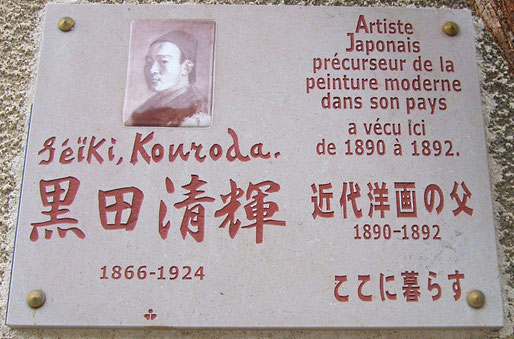 Séïki, Kouroda.
黒田清輝
1866-1924
Artiste
Japonais
précurseur de la
peinture moderne
dans son pays
a vécu ici
de 1890 à 1892.
近代洋画の父
1890-1892
ここに暮らす